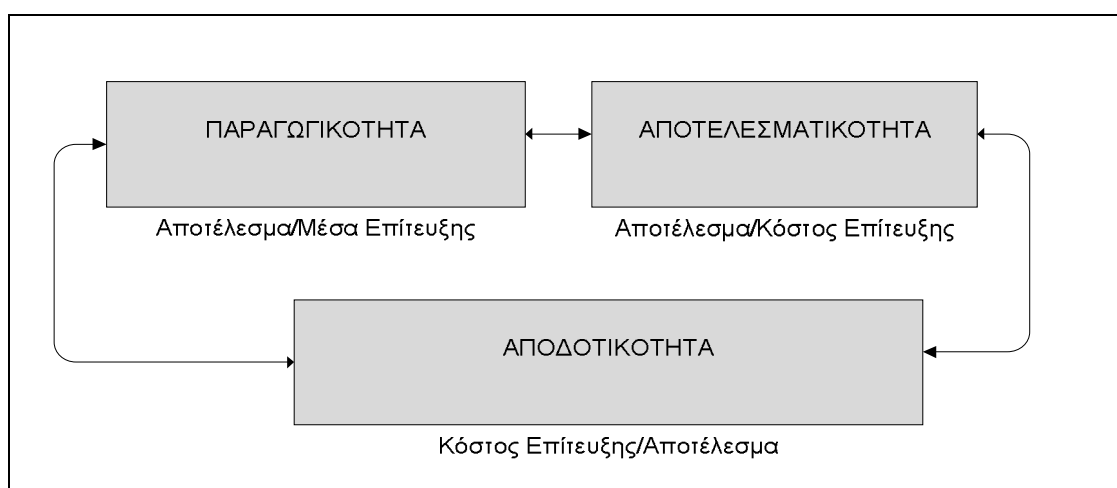 ΠΑΡΑΓΩΓΙΚΟΤΗΤΑ
Αποτέλεσμα/Μέσα Επίτευξης
ΑΠΟΤΕΛΕΣΜΑΤΙΚΟΤΗΤΑ
Αποτέλεσμα/Κόστος Επίτευξης
ΑΠΟΔΟΤΙΚΟΤΗΤΑ
Κόστος Επίτευξης/Αποτέλεσμα